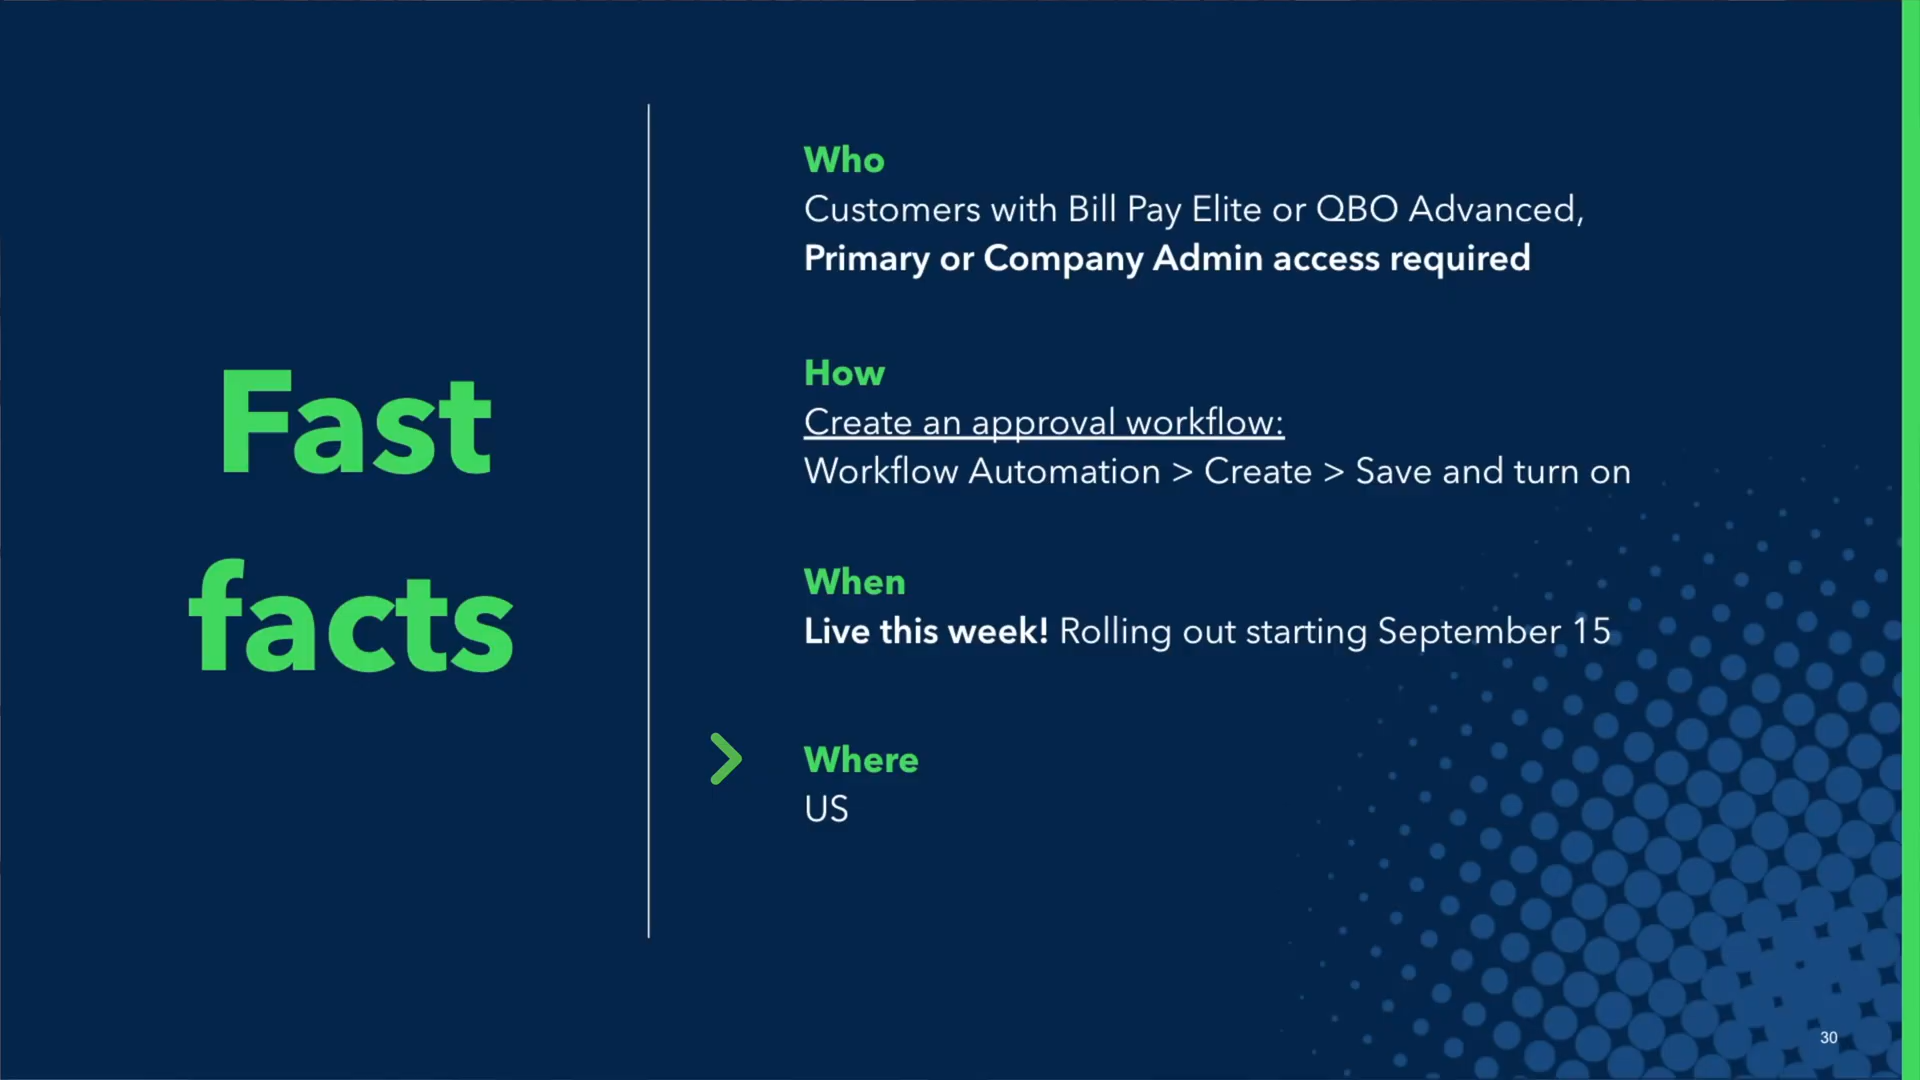 Fast
facts
Who
Customers with Bill Pay Elite or QBO Advanced,
Primary or Company Admin access required
How
Create an approval workflow:
Workflow Automation > Create > Save and turn on
When
Live this week! Rolling out starting September 15
Where
US
30